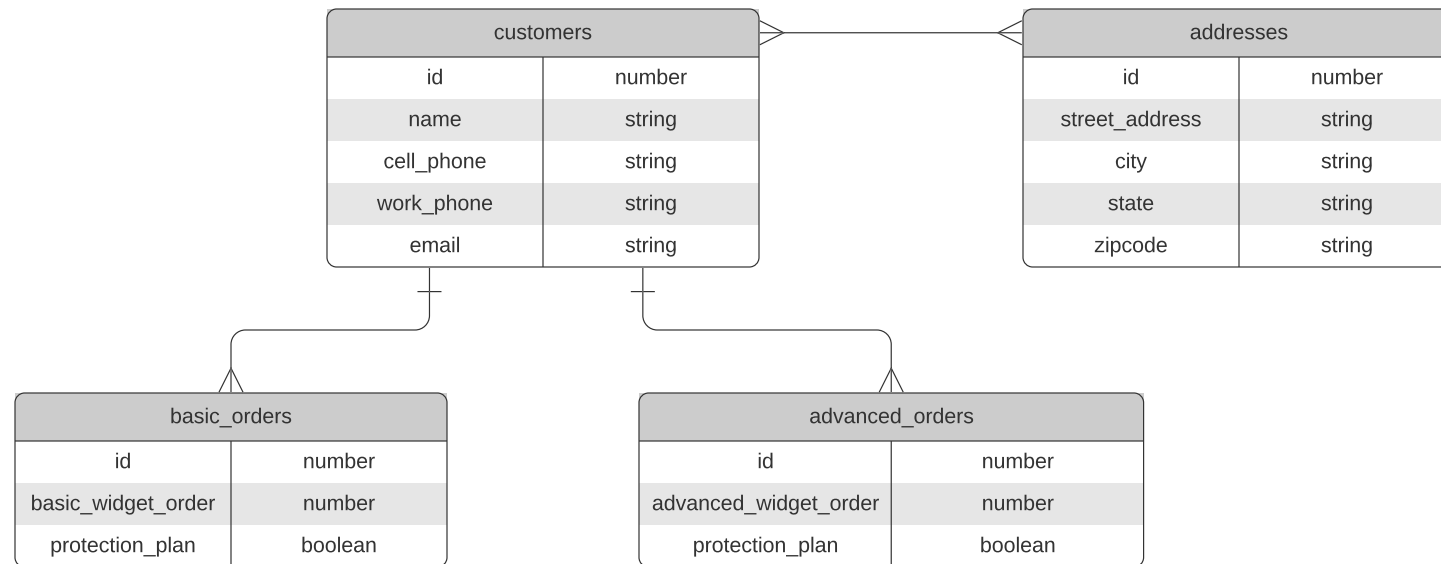 customers
id number
name string
cell_phone string
work_phone string
email string
addresses
id number
street_address string
city string
state string
zipcode string
basic_orders
id number
basic_widget_order number
protection_plan boolean
advanced_orders
id number
advanced_widget_order number
protection_plan boolean